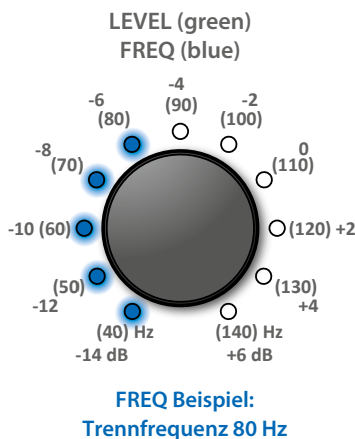 LEVEL (green)
FREQ (blue)
-4
(90)
-6
(80)
-2
(100)
-8
(70)
0
(110)
-10 (60)
(120) +2
(50)
-12
(130)
+4
(40) Hz
-14 dB
(140) Hz
+6 dB
FREQ Beispiel:
Trennfrequenz 80 Hz